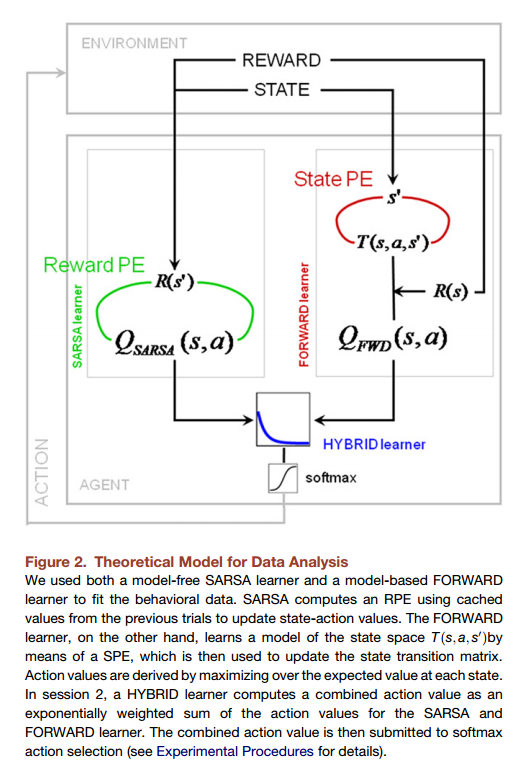 ENVIRONMENT
REWARD
STATE
State PE
s'
T(s,a,s')
Reward PE
R(s')
R(s)
SARSA learner
FORWARD learner
Q_SARSA (s,a)
Q_FWD (s,a)
HYBRID learner
softmax
ACTION
AGENT
Figure 2. Theoretical Model for Data Analysis
We used both a model-free SARSA learner and a model-based FORWARD
learner to fit the behavioral data. SARSA computes an RPE using cached
values from the previous trials to update state-action values. The FORWARD
learner, on the other hand, learns a model of the state space T(s,a,s')by
means of a SPE, which is then used to update the state transition matrix.
Action values are derived by maximizing over the expected value at each state.
In session 2, a HYBRID learner computes a combined action value as an
exponentially weighted sum of the action values for the SARSA and
FORWARD learner. The combined action value is then submitted to softmax
action selection (see Experimental Procedures for details).